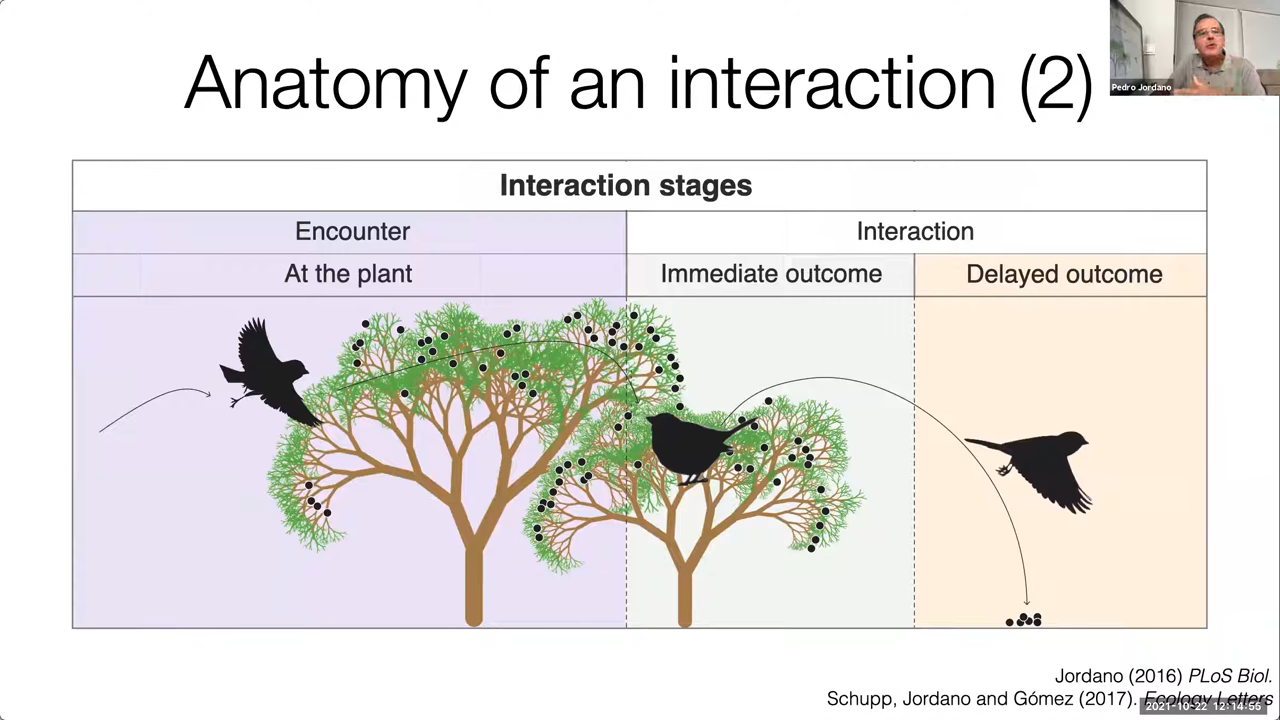 Anatomy of an interaction (2)
Pedro Jordano
Interaction stages
Encounter
Interaction
At the plant
Immediate outcome
Delayed outcome
Jordano (2016) PLoS Biol.
Schupp, Jordano and Gómez (2017). Ecology Letters
2021-10-22 12:14:55